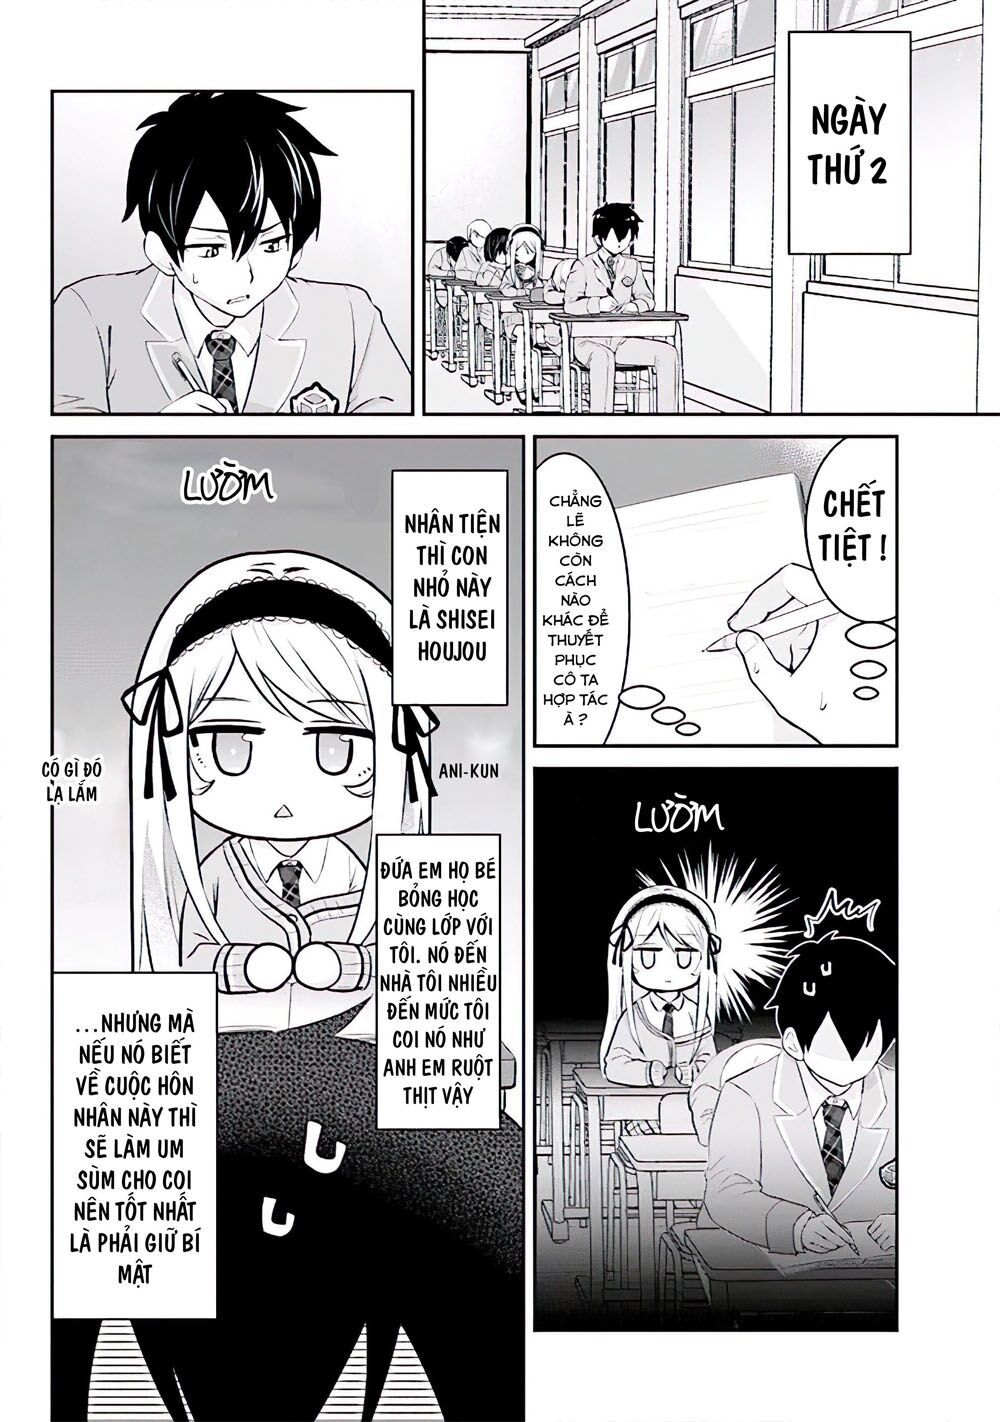 NGÀY
THỨ 2
CHẾT
TIỆT !
CHẲNG
LẼ
KHÔNG
CÒN
CÁCH
NÀO
KHÁC ĐỂ
THUYẾT
PHỤC
CÔ TA
HỢP TÁC
À ?
LƯỜM
LƯỜM
NHÂN TIỆN
THÌ CON
NHỎ NÀY
LÀ SHISEI
HOUJOU
ANI-KUN
CÓ GÌ ĐÓ
LẠ LẮM
ĐỨA EM HỌ BÉ
BỎNG HỌC
CÙNG LỚP VỚI
TÔI. NÓ ĐẾN
NHÀ TÔI NHIỀU
ĐẾN MỨC TÔI
COI NÓ NHƯ
ANH EM RUỘT
THỊT VẬY
...NHƯNG MÀ
NẾU NÓ BIẾT
VỀ CUỘC HÔN
NHÂN NÀY THÌ
SẼ LÀM UM
SÙM CHO COI
NÊN TỐT NHẤT
LÀ PHẢI GIỮ BÍ
MẬT